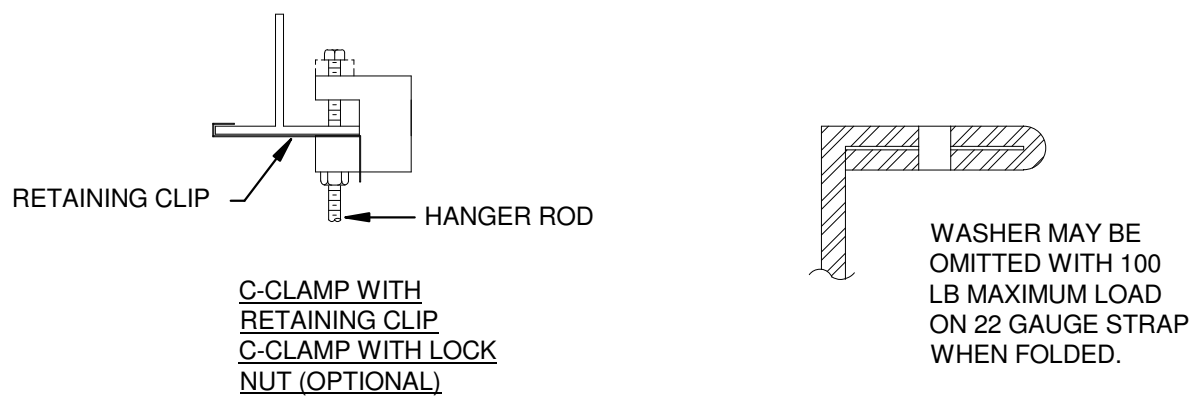 RETAINING CLIP
HANGER ROD
C-CLAMP WITH
RETAINING CLIP
C-CLAMP WITH LOCK
NUT (OPTIONAL)
WASHER MAY BE
OMITTED WITH 100
LB MAXIMUM LOAD
ON 22 GAUGE STRAP
WHEN FOLDED.